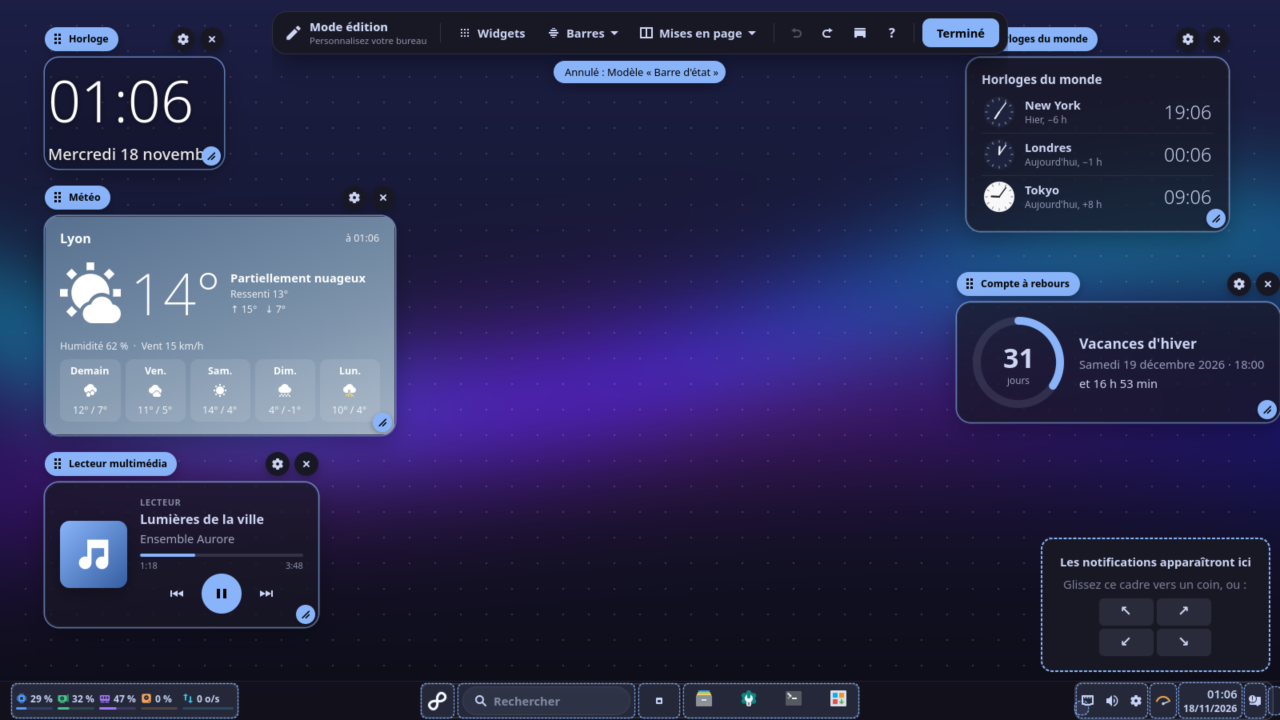 Horloge
Mode édition
Personnalisez votre bureau
Widgets
Barres
Mises en page
?
Terminé
loges du monde
Annulé : Modèle « Barre d'état »
01:06
Mercredi 18 novemb
Horloges du monde
New York
Hier, −6 h
19:06
Londres
Aujourd'hui, −1 h
00:06
Tokyo
Aujourd'hui, +8 h
09:06
Météo
Lyon
à 01:06
14°
Partiellement nuageux
Ressenti 13°
↑ 15° ↓ 7°
Humidité 62 % · Vent 15 km/h
Demain
12° / 7°
Ven.
11° / 5°
Sam.
14° / 4°
Dim.
4° / -1°
Lun.
10° / 4°
Compte à rebours
31
jours
Vacances d'hiver
Samedi 19 décembre 2026 · 18:00
et 16 h 53 min
Lecteur multimédia
LECTEUR
Lumières de la ville
Ensemble Aurore
1:18
3:48
Les notifications apparaîtront ici
Glissez ce cadre vers un coin, ou :
↖ ↗
↙ ↘
29 % 32 % 47 % 0 % 0 o/s
Rechercher
01:06
18/11/2026